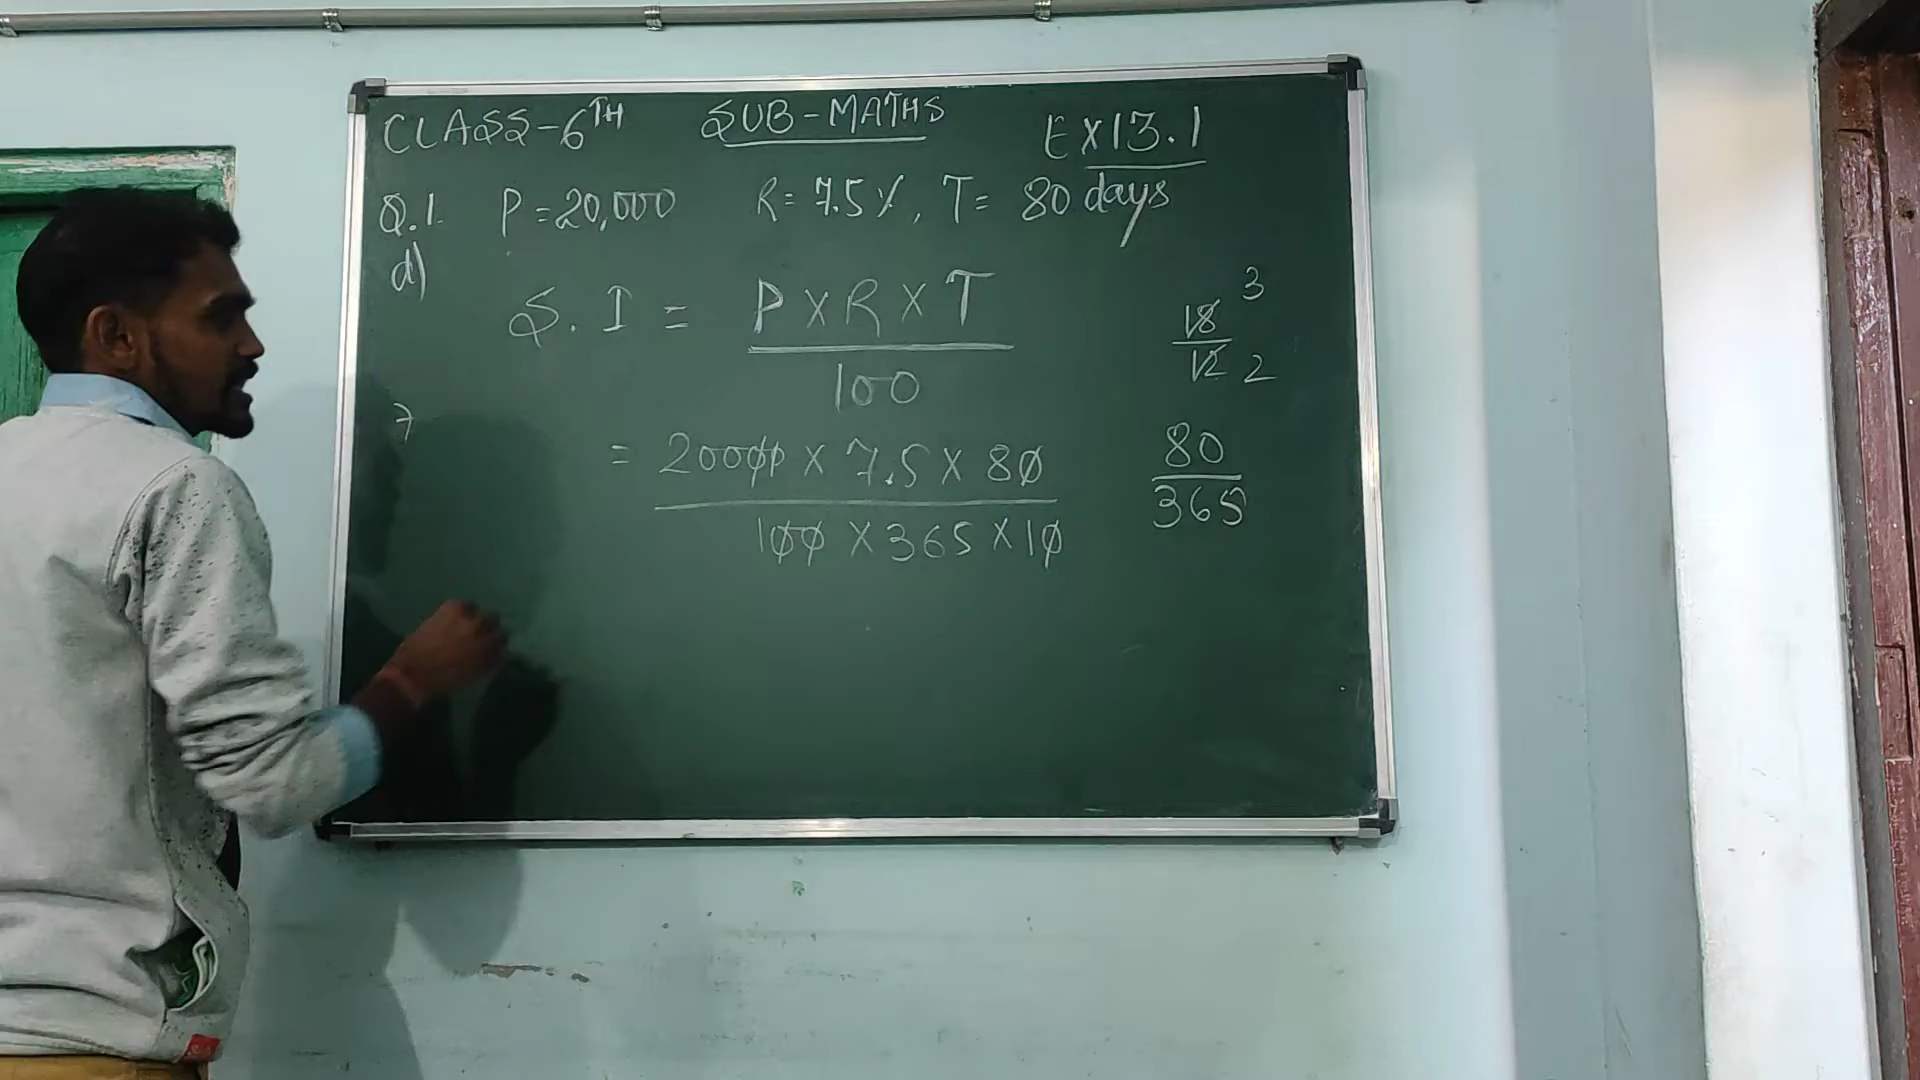 CLASS-6TH SUB-MATHS EX13.1
Q.1. P=20,000 R=7.5%, T= 80 days
d)
S.I = P X R X T
100
18 3
12 2
7
= 20000 X 7.5 X 80
100 X 365 X 10
80
365